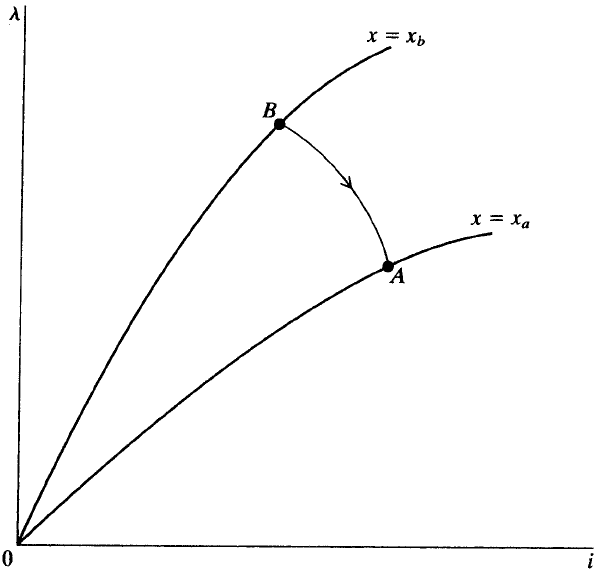 λ
x = x_b
B
x = x_a
A
0
i